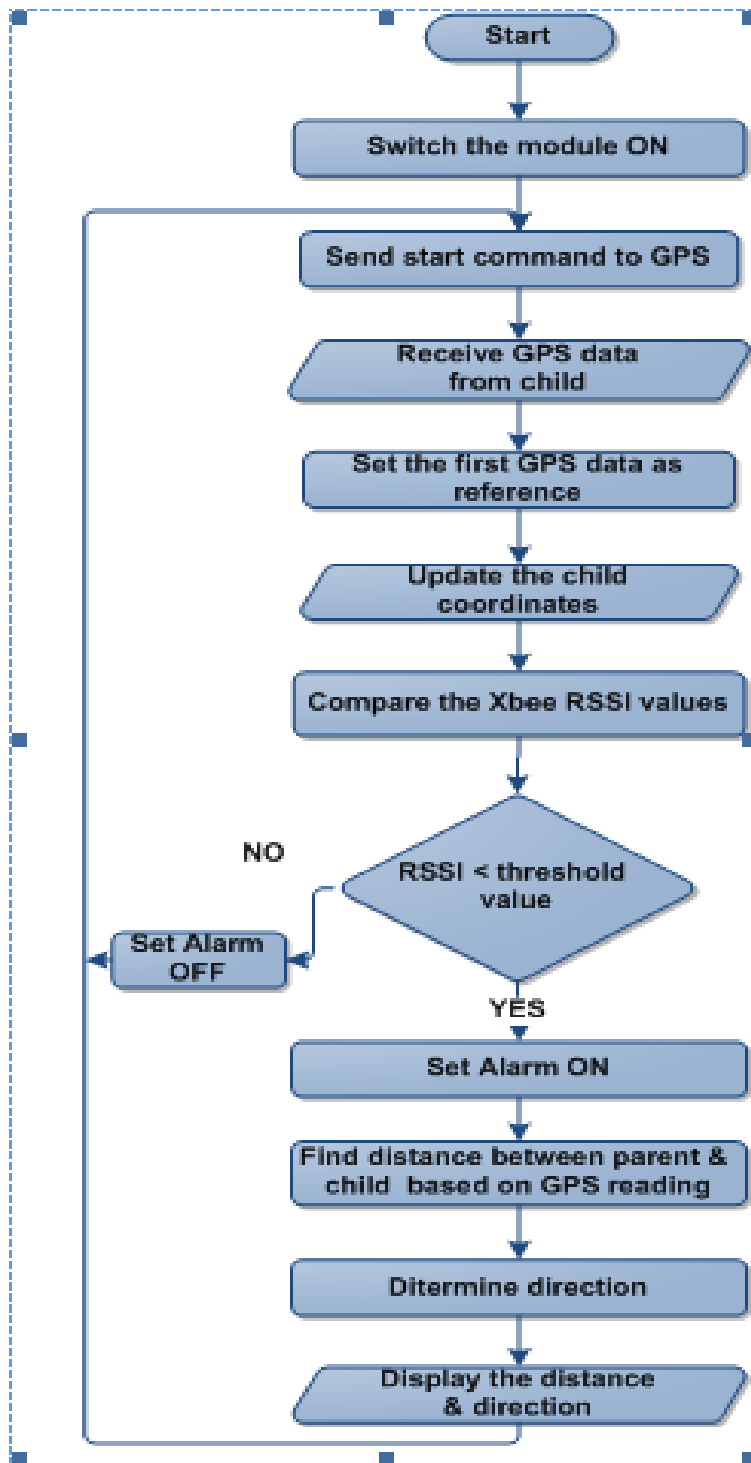 Start
Switch the module ON
Send start command to GPS
Receive GPS data
from child
Set the first GPS data as
reference
Update the child
coordinates
Compare the Xbee RSSI values
RSSI < threshold
value
NO
Set Alarm
OFF
YES
Set Alarm ON
Find distance between parent &
child based on GPS reading
Ditermine direction
Display the distance
& direction